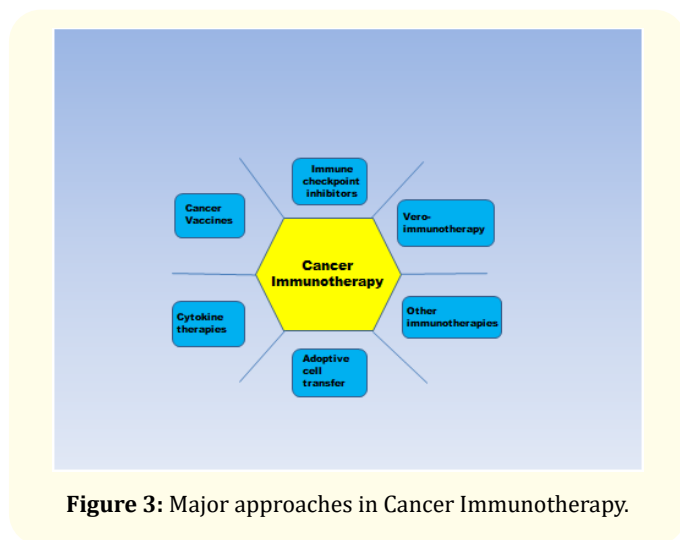 Immune
checkpoint
inhibitors
Cancer
Vaccines
Vero-
immunotherapy
Cancer
Immunotherapy
Cytokine
therapies
Other
immunotherapies
Adoptive
cell
transfer
Figure 3: Major approaches in Cancer Immunotherapy.